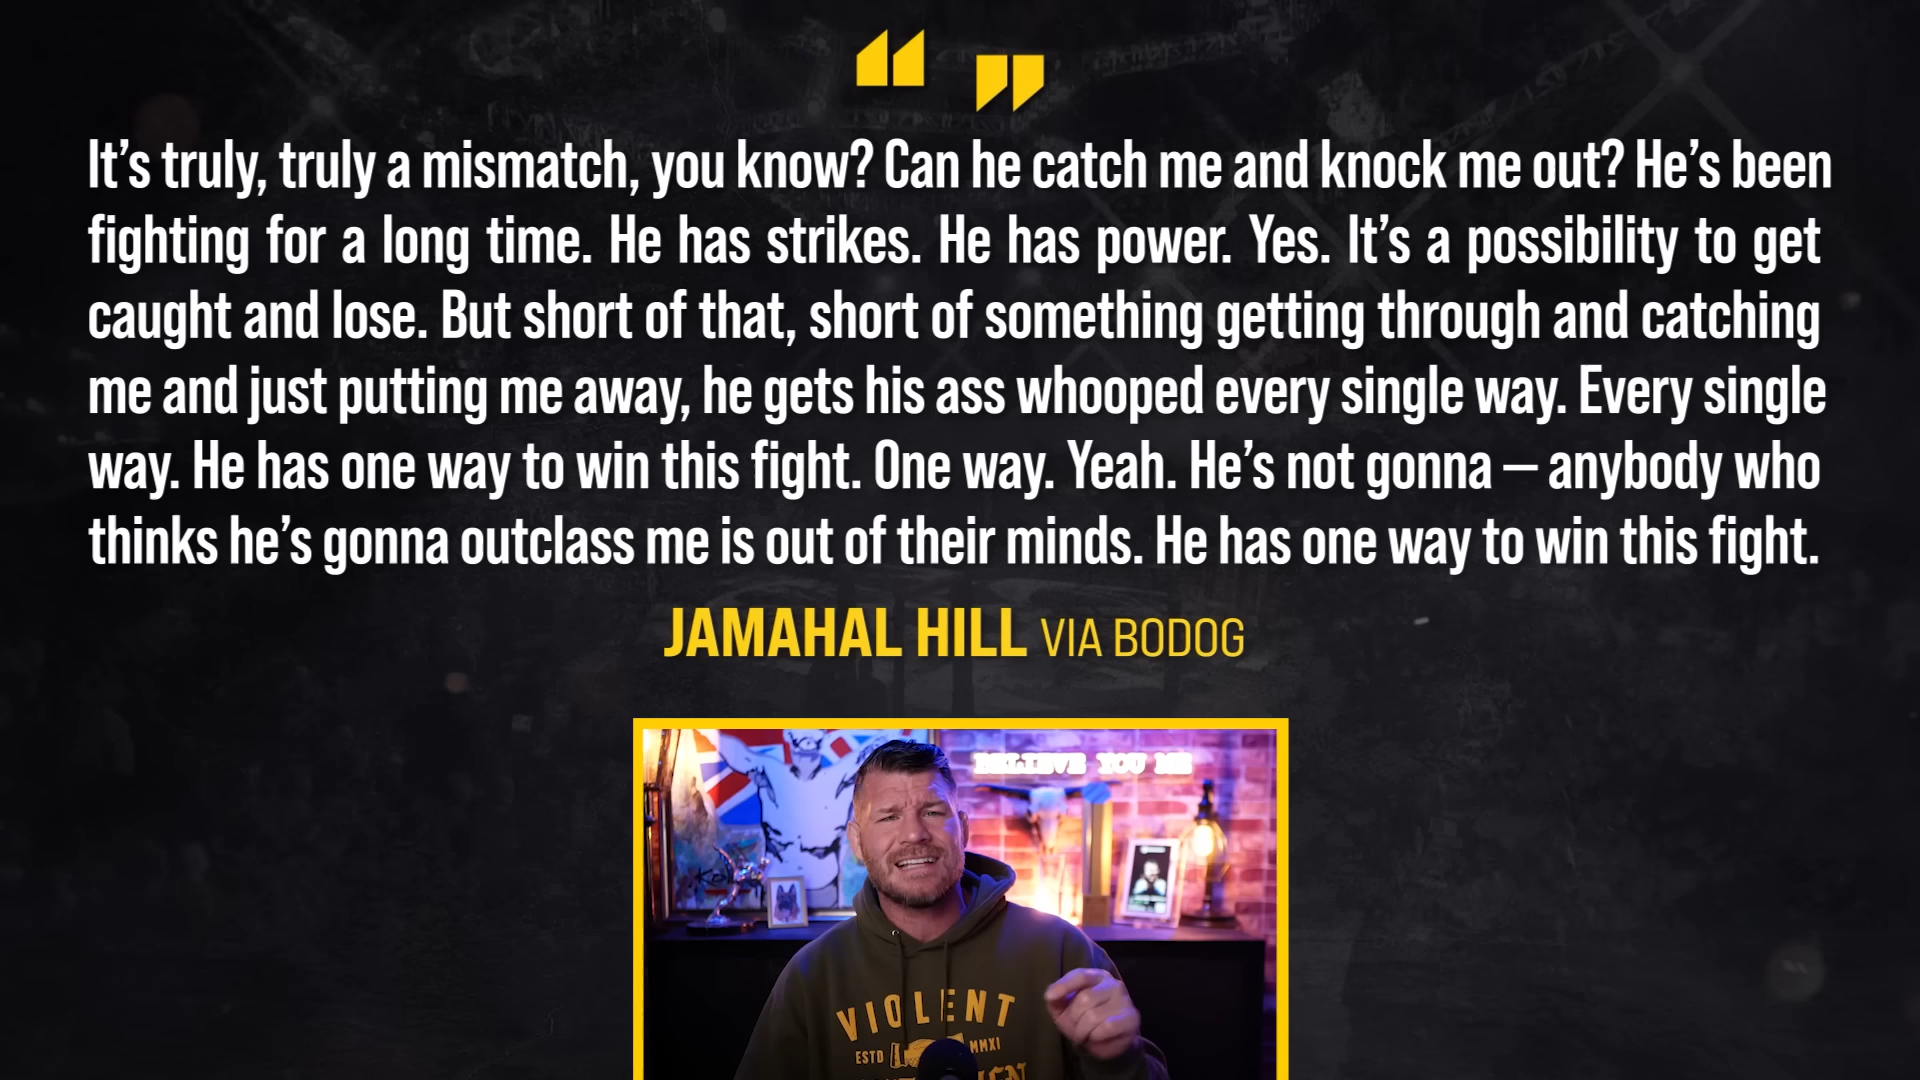 “ ”
It’s truly, truly a mismatch, you know? Can he catch me and knock me out? He’s been
fighting for a long time. He has strikes. He has power. Yes. It’s a possibility to get
caught and lose. But short of that, short of something getting through and catching
me and just putting me away, he gets his ass whooped every single way. Every single
way. He has one way to win this fight. One way. Yeah. He’s not gonna — anybody who
thinks he’s gonna outclass me is out of their minds. He has one way to win this fight.
JAMAHAL HILL VIA BODOG
BELIEVE YOU ME
VIOLENT
ESTD MMXI